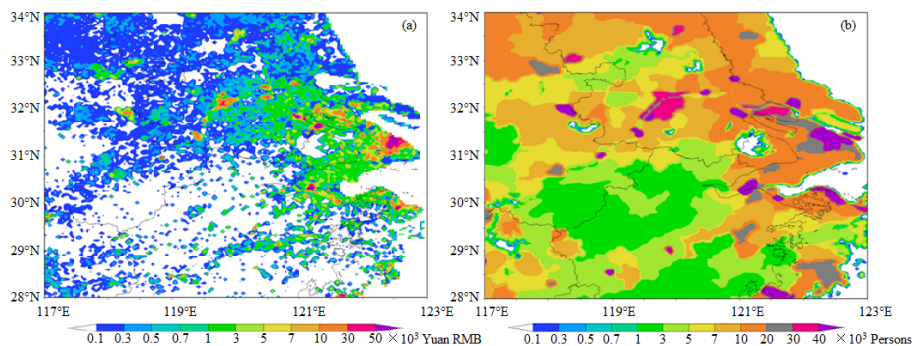 (a)
34°N
33°N
32°N
31°N
30°N
29°N
28°N
117°E 119°E 121°E 123°E
0.1 0.3 0.5 0.7 1 3 5 7 10 30 50 ×10³ Yuan RMB
(b)
34°N
33°N
32°N
31°N
30°N
29°N
28°N
117°E 119°E 121°E 123°E
0.1 0.3 0.5 0.7 1 3 5 7 10 20 30 40 ×10³ Persons